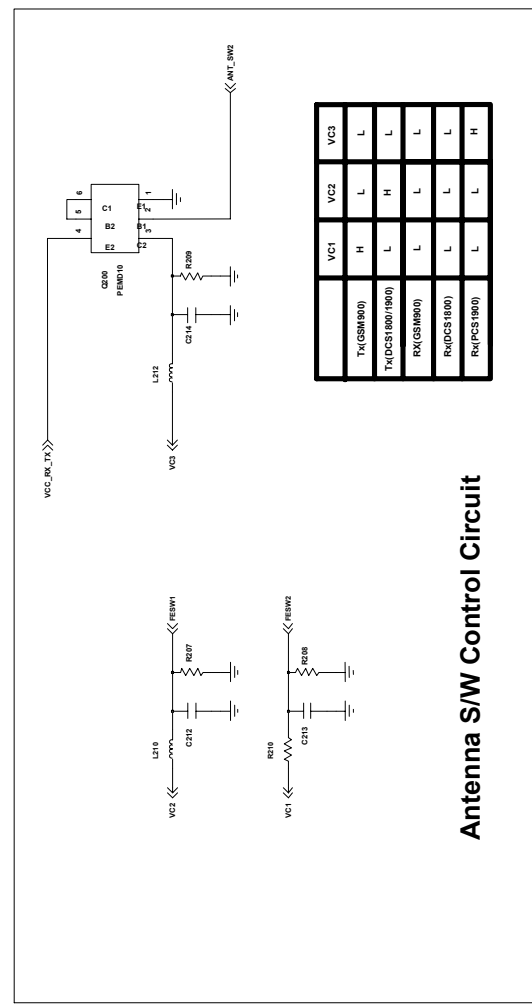 VCC_RX_TX
ANT_SW2
4
5
6
E2
B2
C1
C2
B1
E1
3
2
1
Q200
PEMD10
VC3
L212
C214
R209
VC2
L210
C212
R207
FESW1
VC1
R210
C213
R208
FESW2
VC1 VC2 VC3
Tx(GSM900) H L L
Tx(DCS1800/1900) L H L
RX(GSM900) L L L
Rx(DCS1800) L L L
Rx(PCS1900) L L H
Antenna S/W Control Circuit